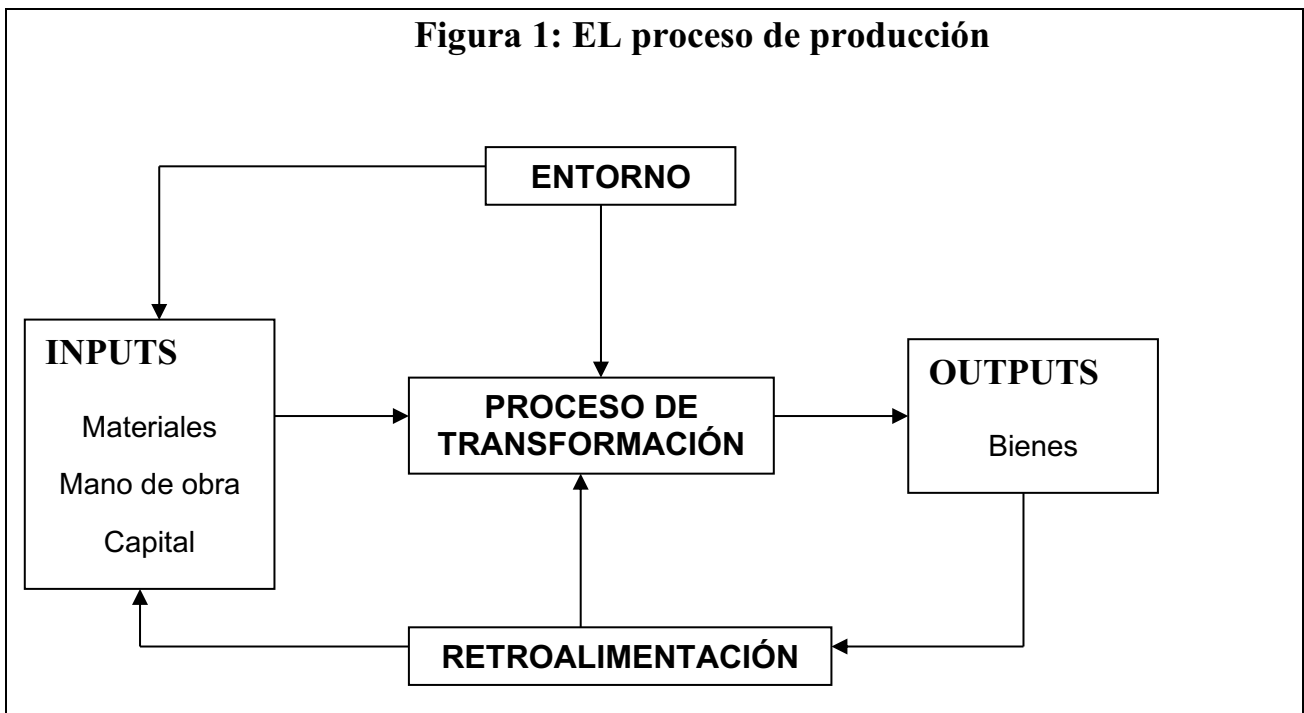 Figura 1: EL proceso de producción
ENTORNO
INPUTS
Materiales
Mano de obra
Capital
PROCESO DE
TRANSFORMACIÓN
OUTPUTS
Bienes
RETROALIMENTACIÓN